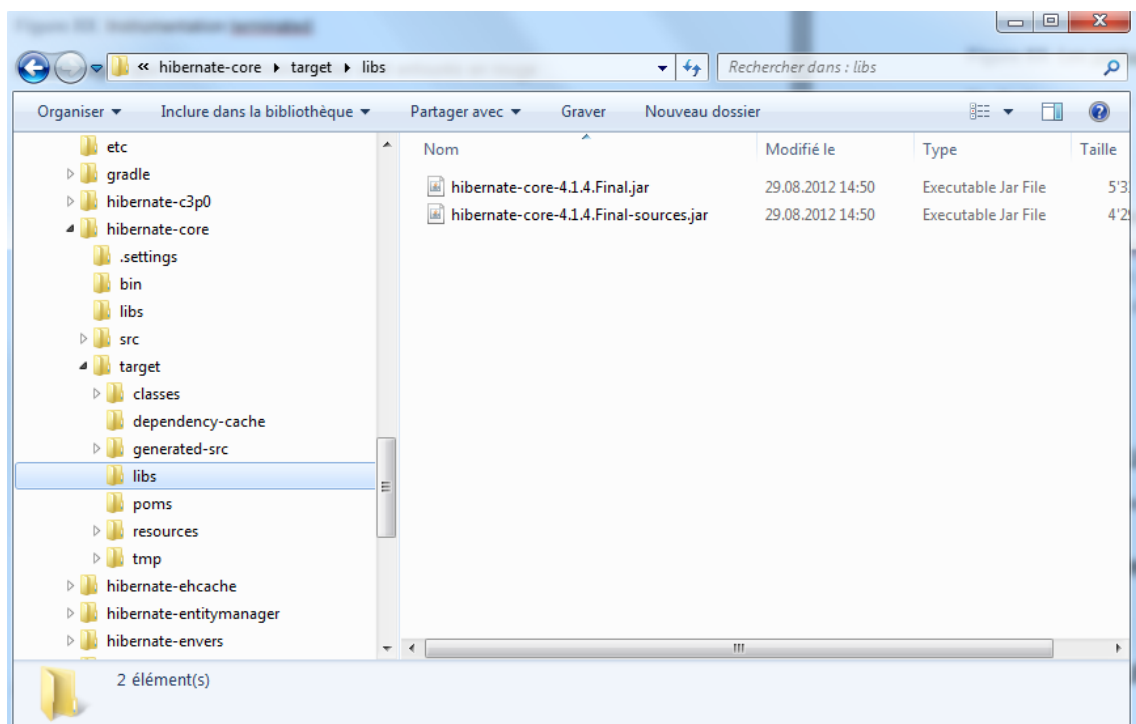 « hibernate-core ▸ target ▸ libs
Rechercher dans : libs
Organiser
Inclure dans la bibliothèque
Partager avec
Graver
Nouveau dossier
etc
gradle
hibernate-c3p0
hibernate-core
.settings
bin
libs
src
target
classes
dependency-cache
generated-src
libs
poms
resources
tmp
hibernate-ehcache
hibernate-entitymanager
hibernate-envers
Nom Modifié le Type Taille
hibernate-core-4.1.4.Final.jar 29.08.2012 14:50 Executable Jar File 5'3
hibernate-core-4.1.4.Final-sources.jar 29.08.2012 14:50 Executable Jar File 4'29
2 élément(s)